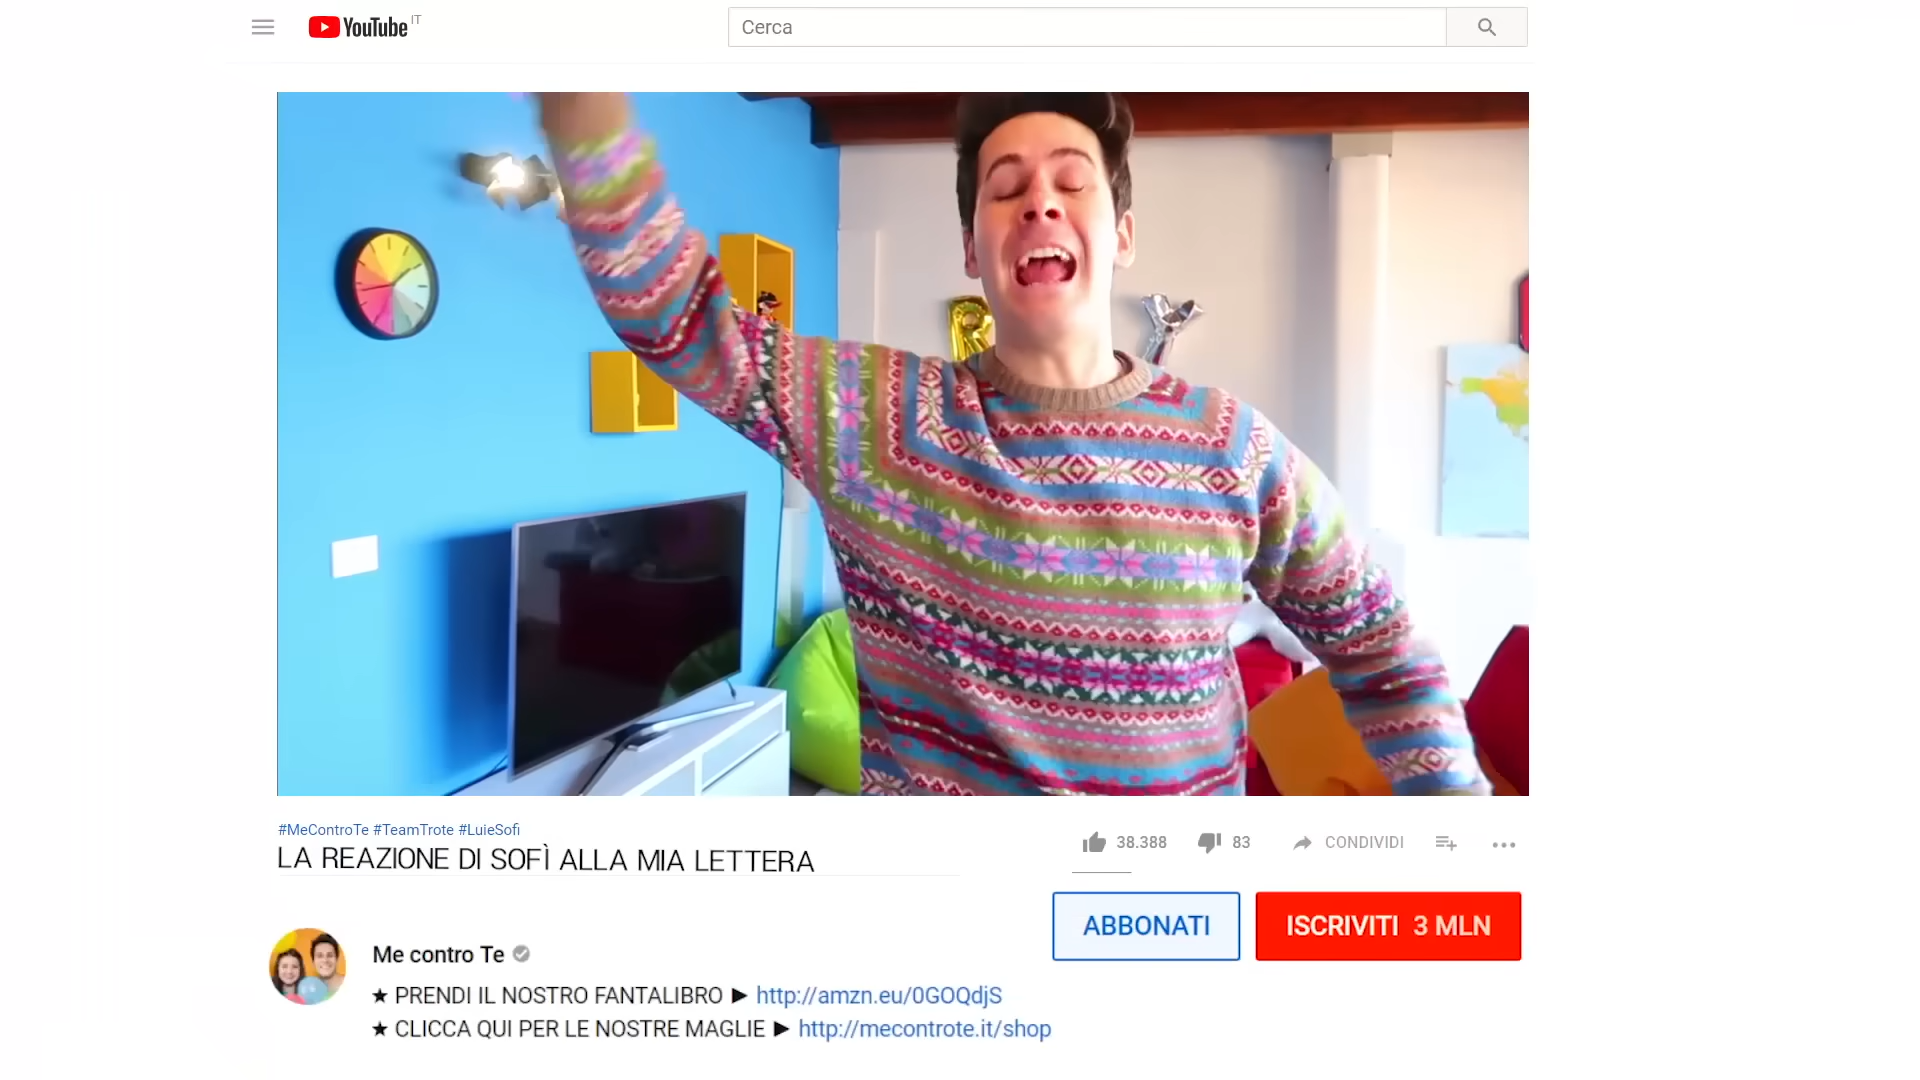 YouTube IT
Cerca
R Y
#MeControTe #TeamTrote #LuieSofi
LA REAZIONE DI SOFÌ ALLA MIA LETTERA
38.388 83 CONDIVIDI
ABBONATI ISCRIVITI 3 MLN
Me contro Te
★ PRENDI IL NOSTRO FANTALIBRO ► http://amzn.eu/0GOQdjS
★ CLICCA QUI PER LE NOSTRE MAGLIE ► http://mecontrote.it/shop